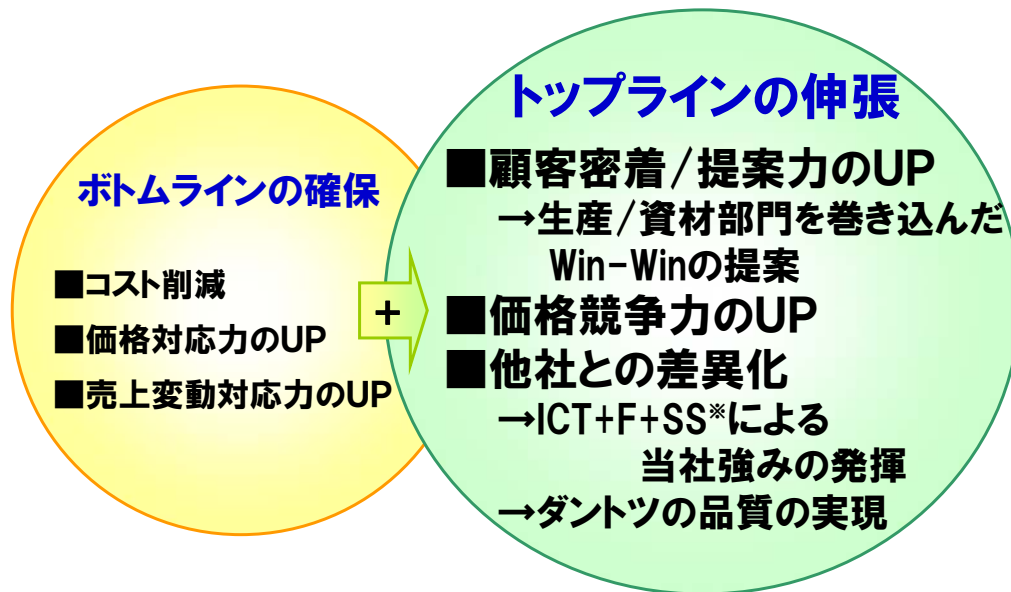 ボトムラインの確保
■コスト削減
■価格対応力のUP
■売上変動対応力のUP
+
トップラインの伸張
■顧客密着/提案力のUP
→生産/資材部門を巻き込んだ
Win-Winの提案
■価格競争力のUP
■他社との差異化
→ICT+F+SS※による
当社強みの発揮
→ダントツの品質の実現